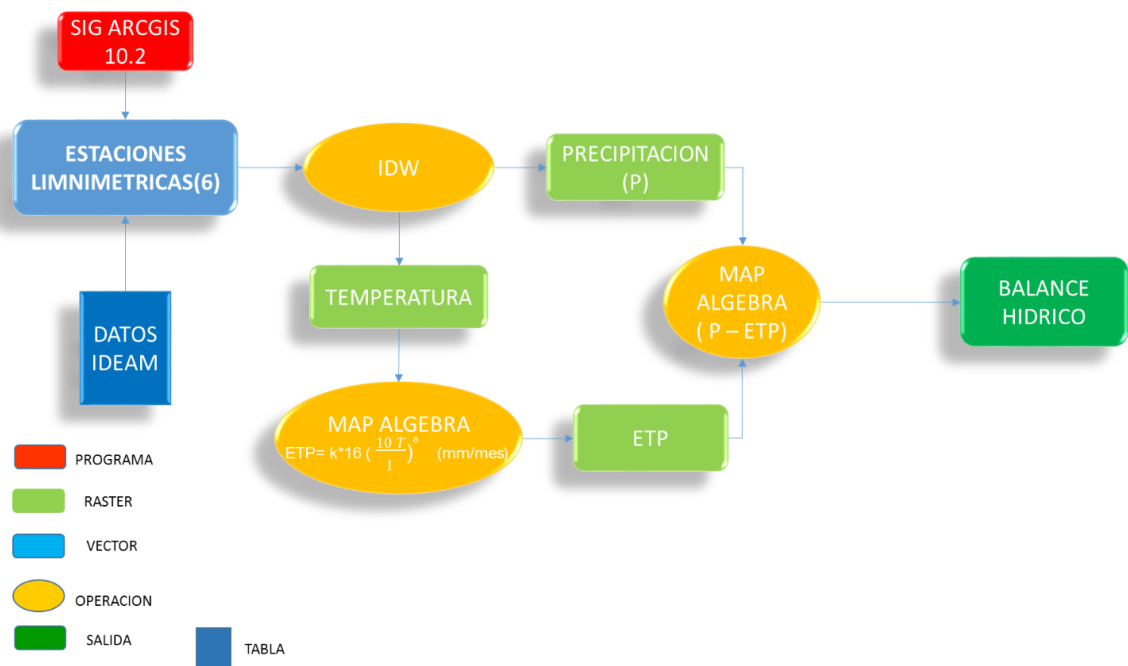 SIG ARCGIS
10.2
ESTACIONES
LIMNIMETRICAS(6)
IDW
PRECIPITACION
(P)
TEMPERATURA
MAP
ALGEBRA
( P – ETP)
BALANCE
HIDRICO
DATOS
IDEAM
MAP ALGEBRA
ETP= k*16 ( 10 T / I )^a (mm/mes)
ETP
PROGRAMA
RASTER
VECTOR
OPERACION
SALIDA
TABLA